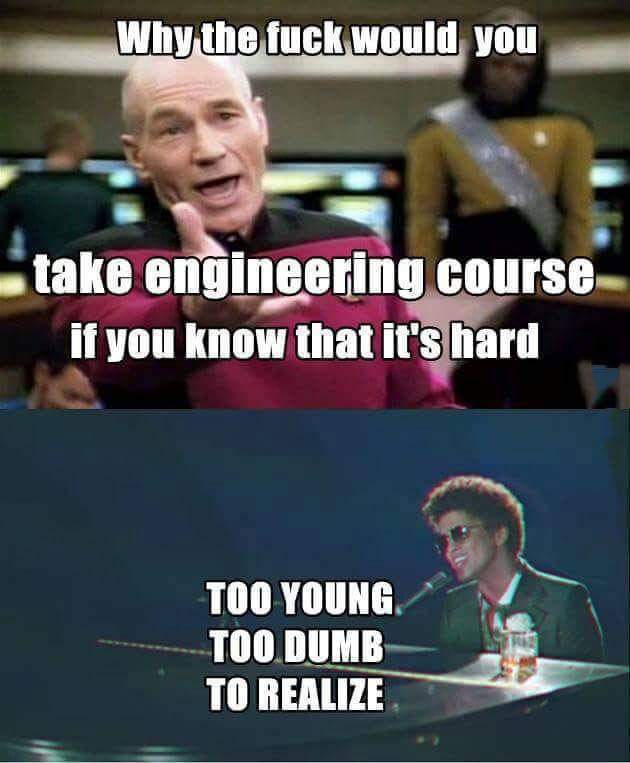 Why the fuck would you
take engineering course
if you know that it's hard
TOO YOUNG
TOO DUMB
TO REALIZE